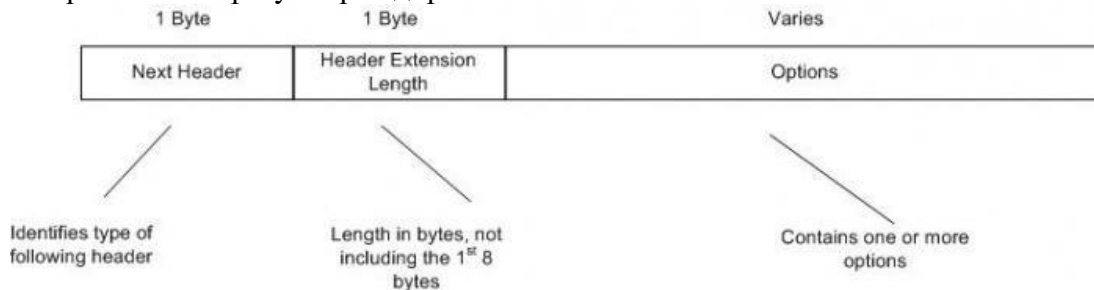 1 Byte 1 Byte Varies
Next Header Header Extension Length Options
Identifies type of
following header
Length in bytes, not
including the 1st 8
bytes
Contains one or more
options